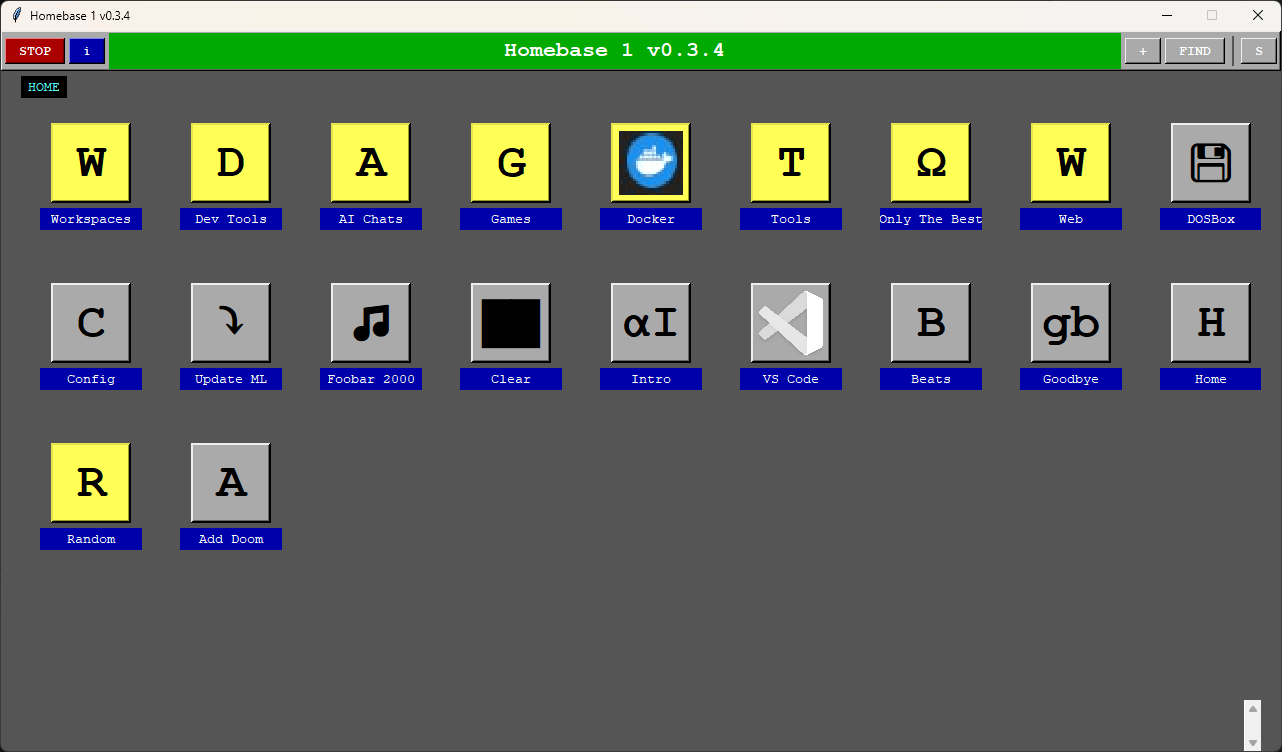 Homebase 1 v0.3.4
STOP i Homebase 1 v0.3.4 + FIND S
HOME
W D A G T Ω W
Workspaces Dev Tools AI Chats Games Docker Tools Only The Best Web DOSBox
C αI B gb H
Config Update ML Foobar 2000 Clear Intro VS Code Beats Goodbye Home
R A
Random Add Doom